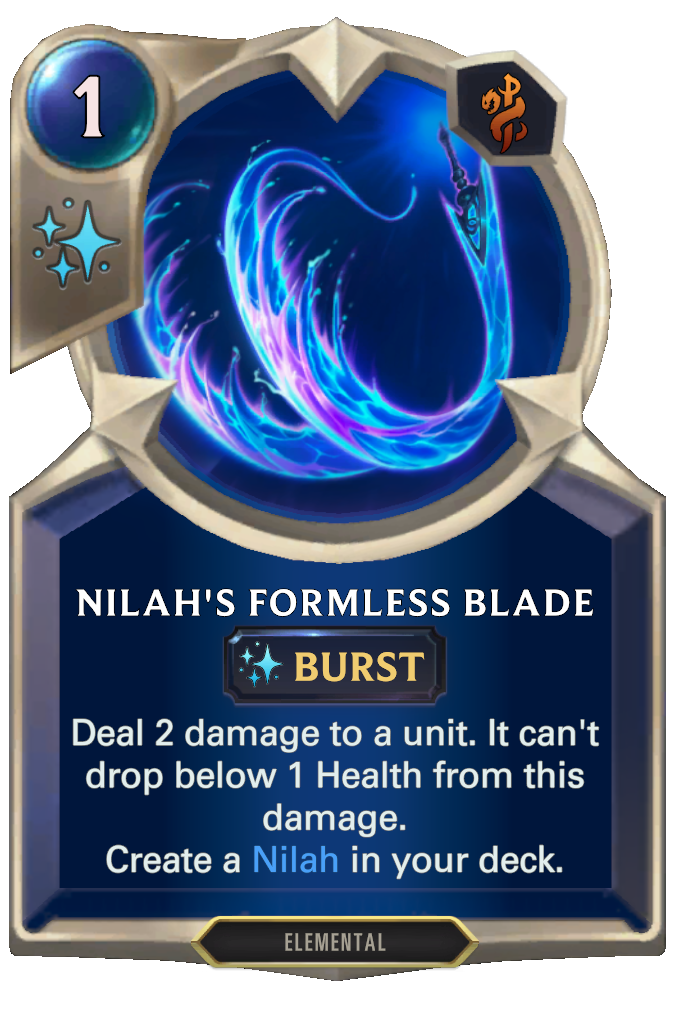 1
NILAH'S FORMLESS BLADE
BURST
Deal 2 damage to a unit. It can't
drop below 1 Health from this
damage.
Create a Nilah in your deck.
ELEMENTAL